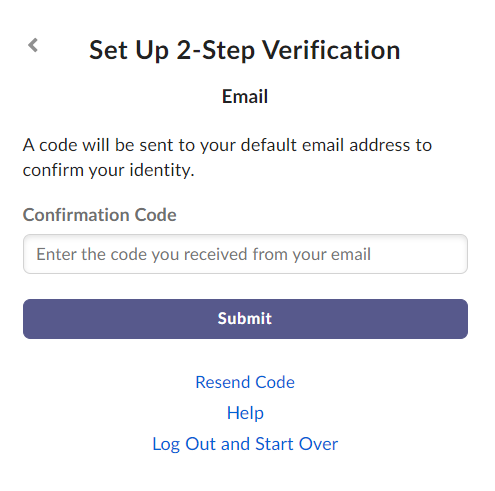 Set Up 2-Step Verification
Email
A code will be sent to your default email address to
confirm your identity.
Confirmation Code
Enter the code you received from your email
Submit
Resend Code
Help
Log Out and Start Over